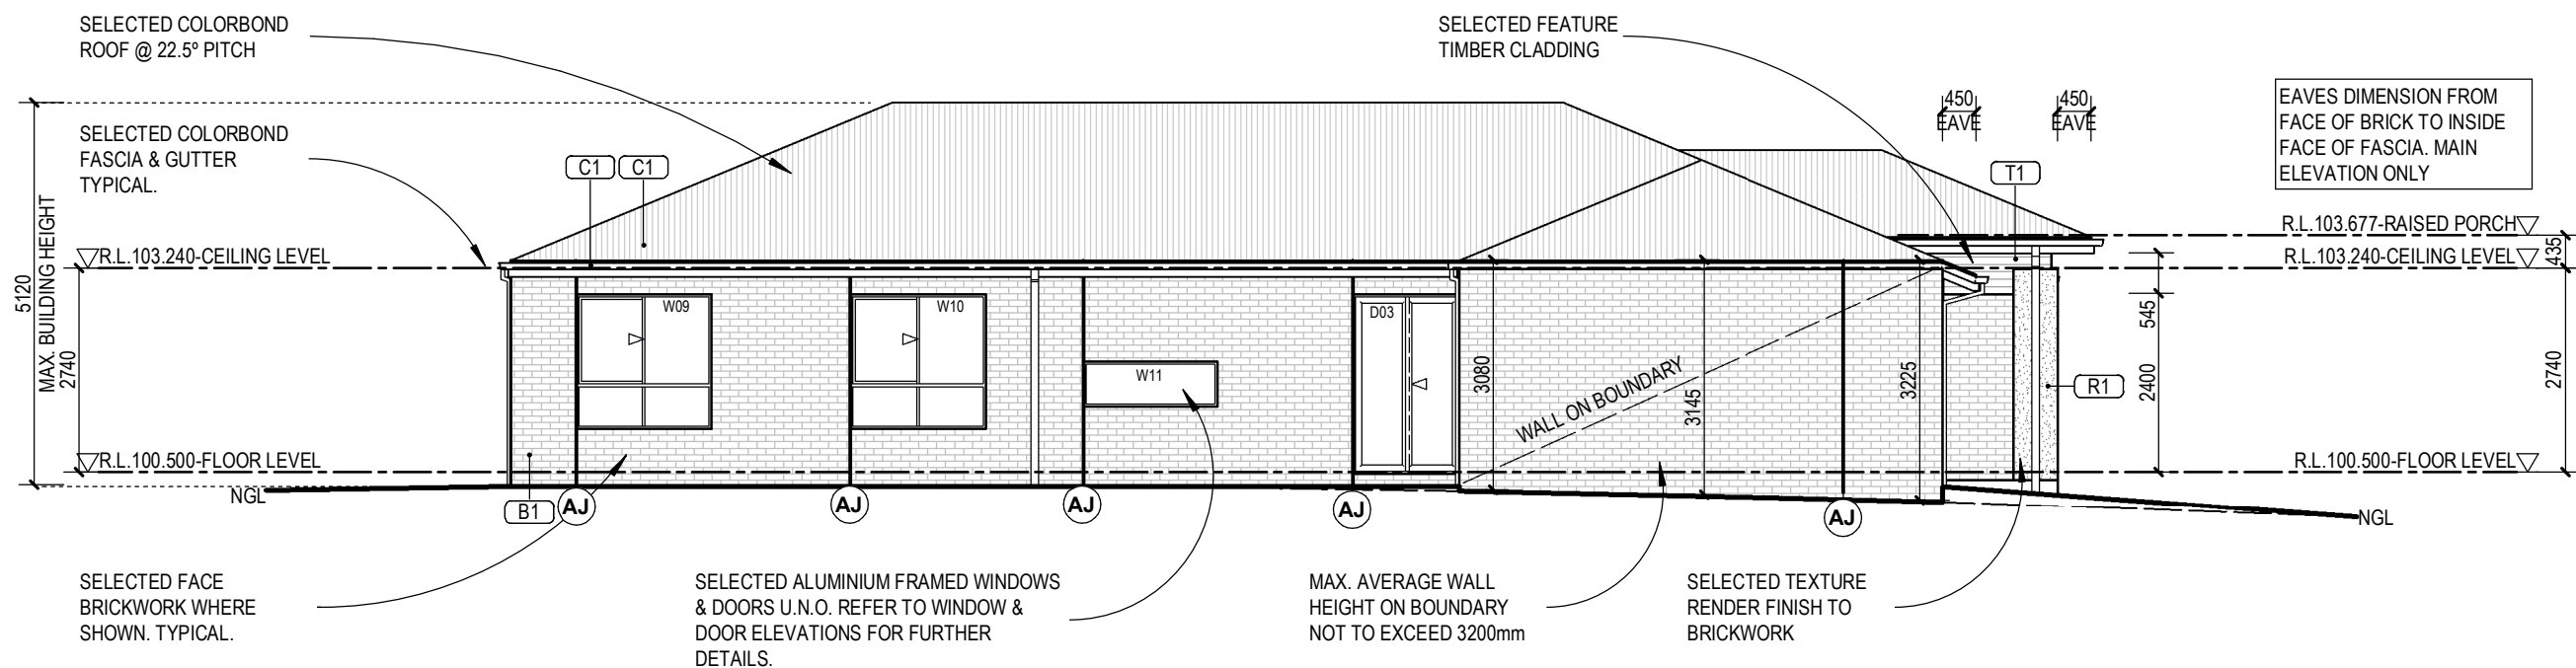 SELECTED COLORBOND
ROOF @ 22.5º PITCH
SELECTED FEATURE
TIMBER CLADDING
450
EAVE
450
EAVE
EAVES DIMENSION FROM
FACE OF BRICK TO INSIDE
FACE OF FASCIA. MAIN
ELEVATION ONLY
SELECTED COLORBOND
FASCIA & GUTTER
TYPICAL.
C1
C1
T1
5120
MAX. BUILDING HEIGHT
2740
R.L.103.240-CEILING LEVEL
R.L.103.677-RAISED PORCH
435
R.L.103.240-CEILING LEVEL
W09
W10
D03
W11
WALL ON BOUNDARY
3080
3145
3225
545
2400
2740
R1
R.L.100.500-FLOOR LEVEL
R.L.100.500-FLOOR LEVEL
NGL
B1
AJ
AJ
AJ
AJ
AJ
NGL
SELECTED FACE
BRICKWORK WHERE
SHOWN. TYPICAL.
SELECTED ALUMINIUM FRAMED WINDOWS
& DOORS U.N.O. REFER TO WINDOW &
DOOR ELEVATIONS FOR FURTHER
DETAILS.
MAX. AVERAGE WALL
HEIGHT ON BOUNDARY
NOT TO EXCEED 3200mm
SELECTED TEXTURE
RENDER FINISH TO
BRICKWORK